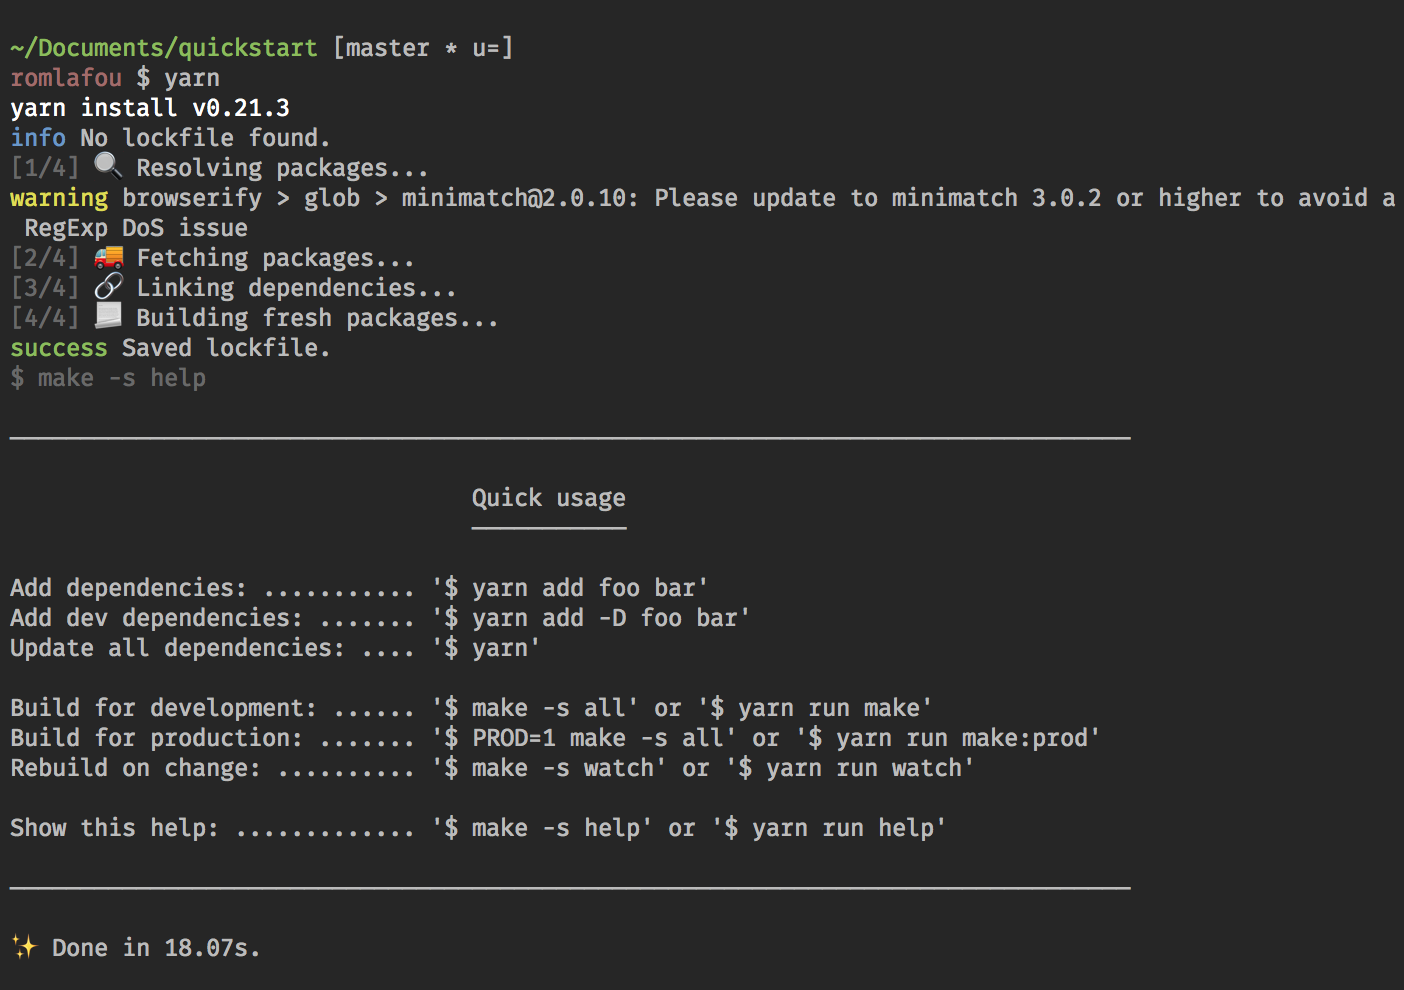 ~/Documents/quickstart [master * u=]
romlafou $ yarn
yarn install v0.21.3
info No lockfile found.
[1/4] 🔍 Resolving packages...
warning browserify > glob > minimatch@2.0.10: Please update to minimatch 3.0.2 or higher to avoid a
RegExp DoS issue
[2/4] 🚚 Fetching packages...
[3/4] 🔗 Linking dependencies...
[4/4] 📃 Building fresh packages...
success Saved lockfile.
$ make -s help
Quick usage
Add dependencies: ........... '$ yarn add foo bar'
Add dev dependencies: ....... '$ yarn add -D foo bar'
Update all dependencies: .... '$ yarn'
Build for development: ...... '$ make -s all' or '$ yarn run make'
Build for production: ....... '$ PROD=1 make -s all' or '$ yarn run make:prod'
Rebuild on change: .......... '$ make -s watch' or '$ yarn run watch'
Show this help: ............. '$ make -s help' or '$ yarn run help'
✨ Done in 18.07s.